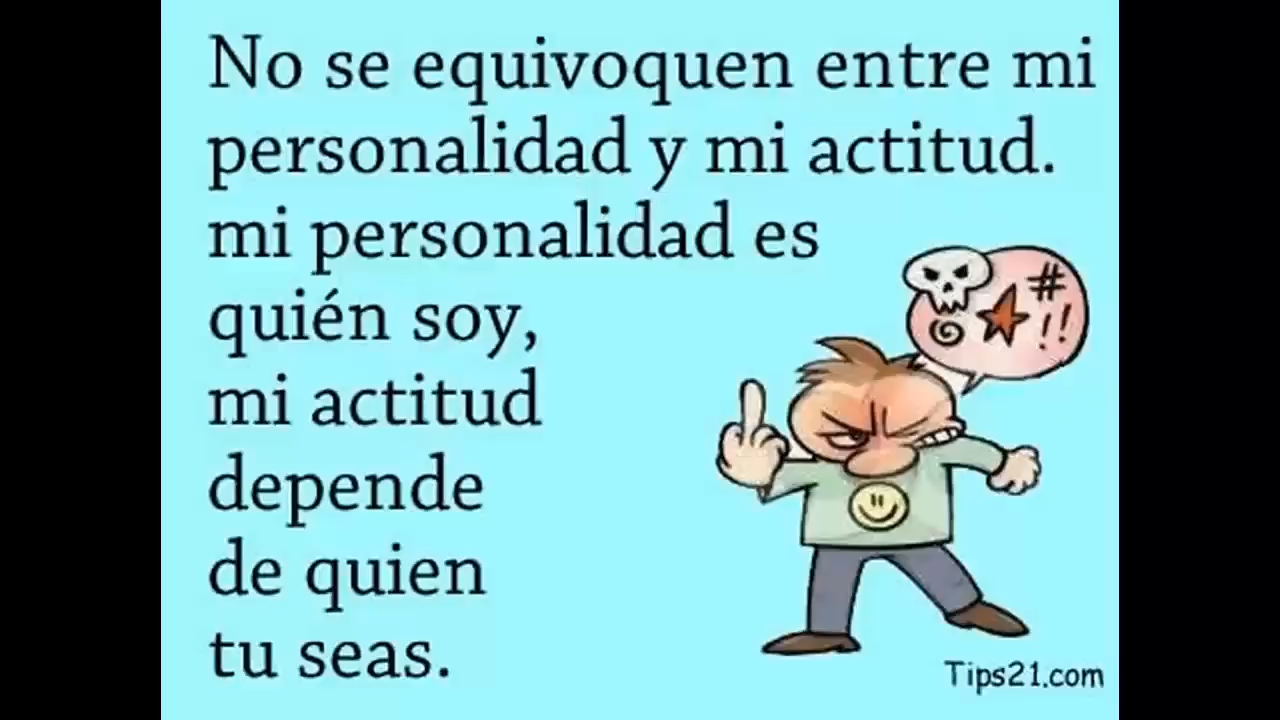 No se equivoquen entre mi
personalidad y mi actitud.
mi personalidad es
quién soy,
mi actitud
depende
de quien
tu seas.
#
!!
Tips21.com